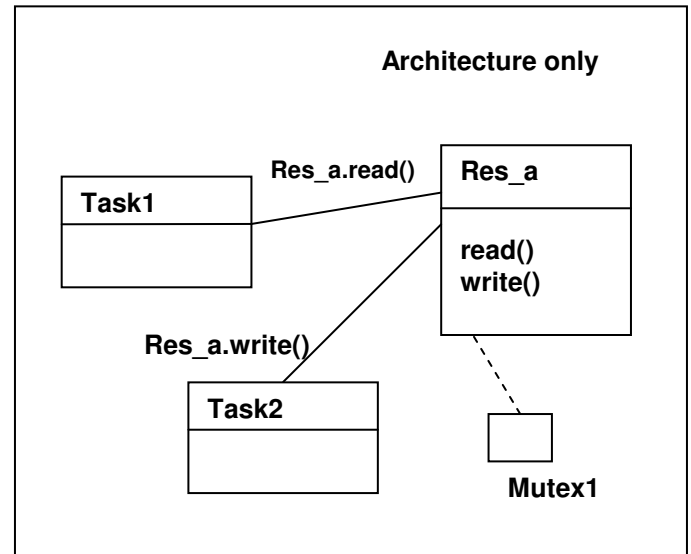 Architecture only
Res_a.read()
Res_a
Task1
read()
write()
Res_a.write()
Task2
Mutex1